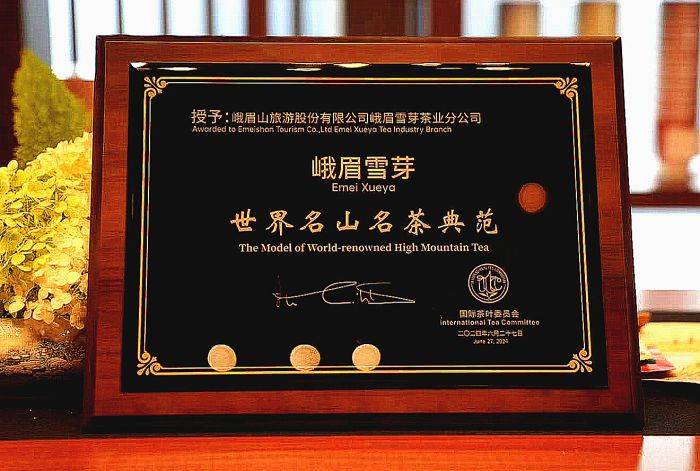 授予：峨眉山旅游股份有限公司峨眉雪芽茶业分公司
Awarded to Emeishan Tourism Co.,Ltd Emei Xueya Tea Industry Branch
峨眉雪芽
Emei Xueya
世界名山名茶典范
The Model of World-renowned High Mountain Tea
itc
国际茶叶委员会
International Tea Committee
二〇二四年六月二十七日
June 27, 2024